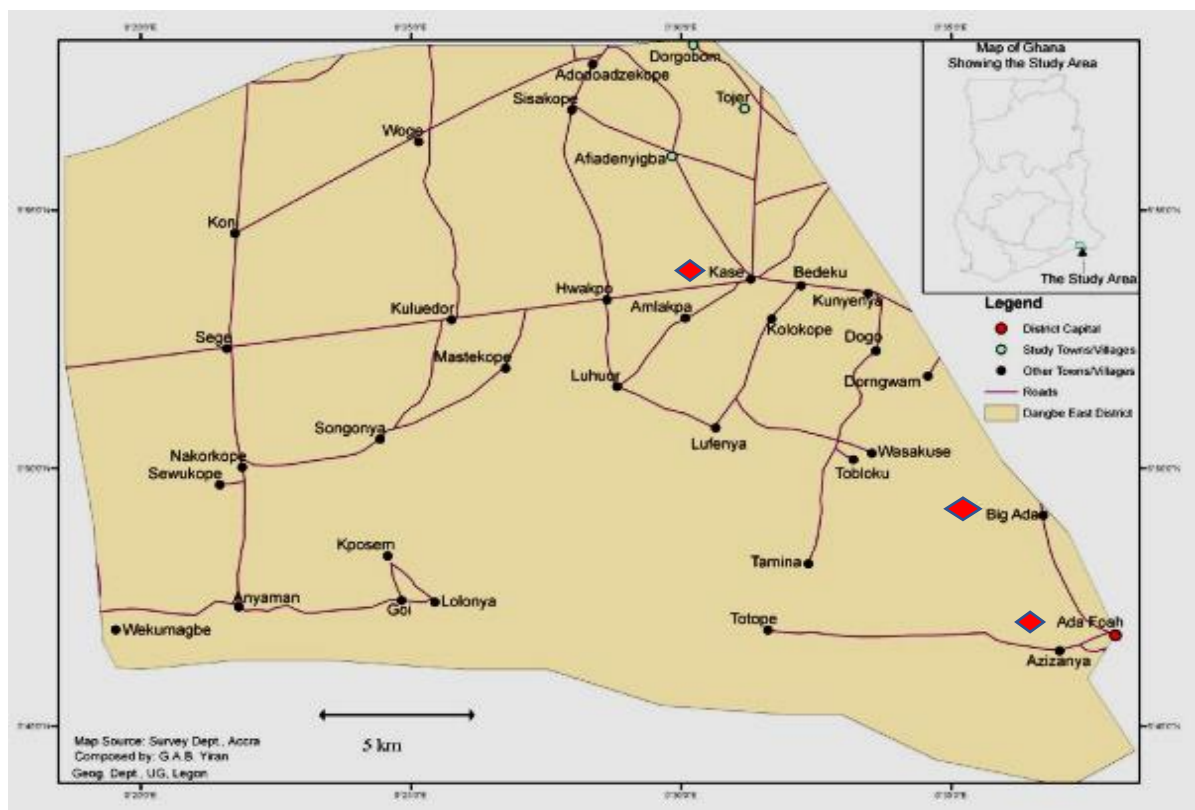 Map of Ghana
Showing the Study Area
The Study Area
Dorgobom
Adodoadzekope
Sisakope
Tojer
Woge
Afiadenyigba
Kon
Kase
Bedeku
Hwakpo
Amlakpa
Kunyenya
Kuluedor
Kolokope
Sege
Dogo
Mastekope
Luhuor
Dorngwam
Songonya
Lufenya
Nakorkope
Wasakuse
Sewukope
Tobloku
Big Ada
Kposem
Tamina
Anyaman
Goi
Lolonya
Totope
Ada Foah
Wekumagbe
Azizanya
Legend
District Capital
Study Towns/Villages
Other Towns/Villages
Roads
Dangbe East District
5 km
Map Source: Survey Dept., Accra
Composed by: G.A.B. Yiran
Geog. Dept., UG, Legon